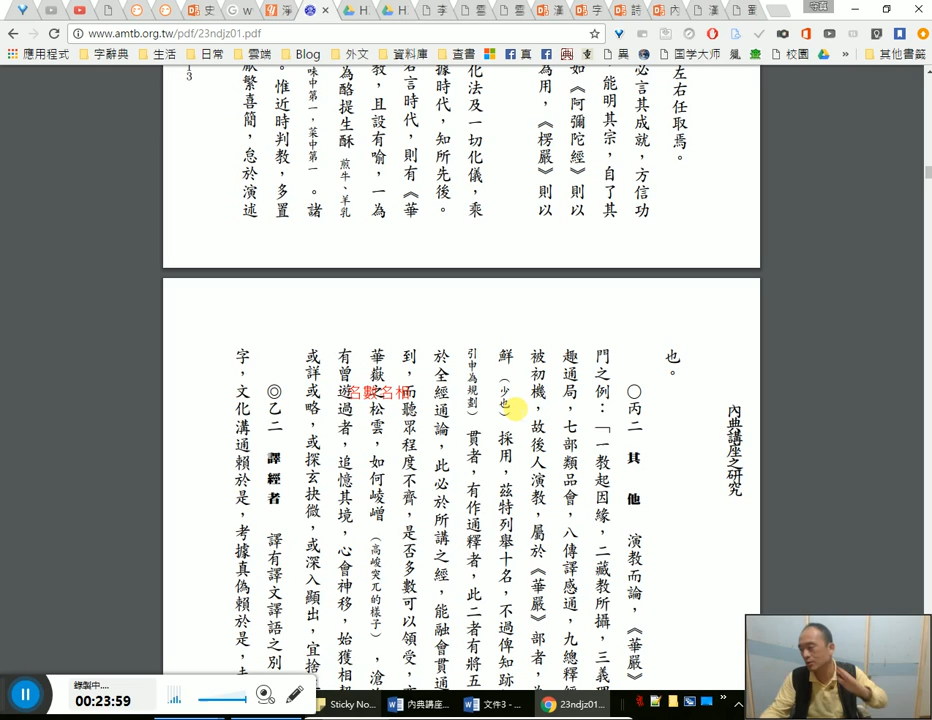 www.amtb.org.tw/pdf/23ndjz01.pdf
應用程式
字辭典
生活
日常
雲端
Blog
外文
資料庫
查書
真
異
国学大师
校園
其他書籤
左右任取焉。
必言其成就，方信功
能明其宗，自了其
如《阿彌陀經》則以
為用，《楞嚴》則以
化法及一切化儀，乘
據時代，知所先後。
若言時代，則有《華
教，且設有喻，一為
為酪提生酥 煎牛、羊乳
味中第一，菜中第一 。諸
。惟近時判教，多置
繁喜簡，怠於演述
13
內典講座之研究
也。
○丙二 其他 演教而論，《華嚴》
門之例：「一教起因緣，二藏教所攝，三義理
趣通局，七部類品會，八傳譯感通，九總釋經
被初機，故後人演教，屬於《華嚴》部者，
鮮（少也）採用，茲特列舉十名，不過俾知跡
引申為規劃）貫者，有作通釋者，此二者有將五
於全經通論，此必於所講之經，能融會貫通
到，而聽眾程度不齊，是否多數可以領受，
華嶽之松雲，如何崚嶒（高峻突兀的樣子），滄
有曾遊過者，追憶其境，心會神移，始獲相
或詳或略，或探玄抉微，或深入顯出，宜捨
◎乙二 譯經者 譯有譯文譯語之別
字，文化溝通賴於是，考據真偽賴於是，
名數名相
錄製中....
00:23:59
Sticky No...
內典講座...
文件3 - ...
23ndjz01...